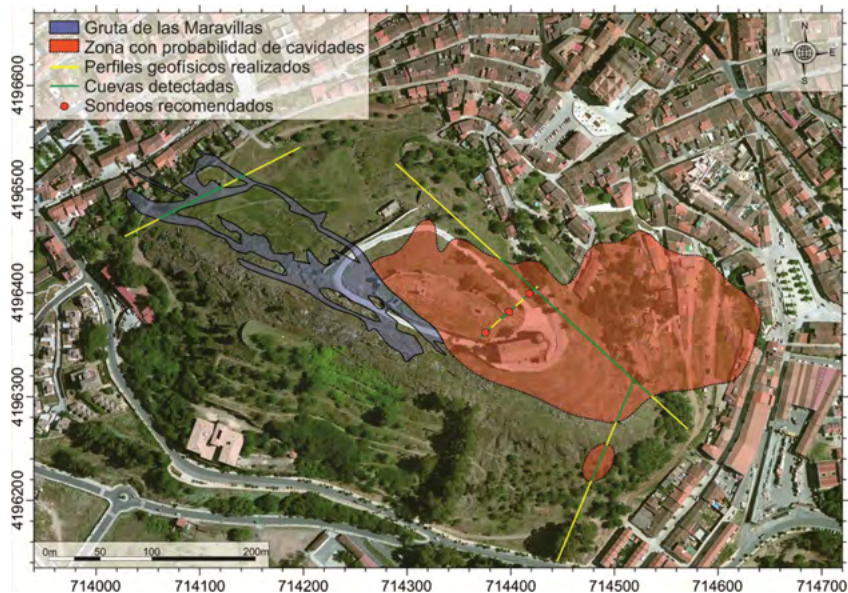 Gruta de las Maravillas
Zona con probabilidad de cavidades
Perfiles geofísicos realizados
Cuevas detectadas
Sondeos recomendados
N
W E
S
4196600
4196500
4196400
4196300
4196200
0m 50 100 200m
714000 714100 714200 714300 714400 714500 714600 714700